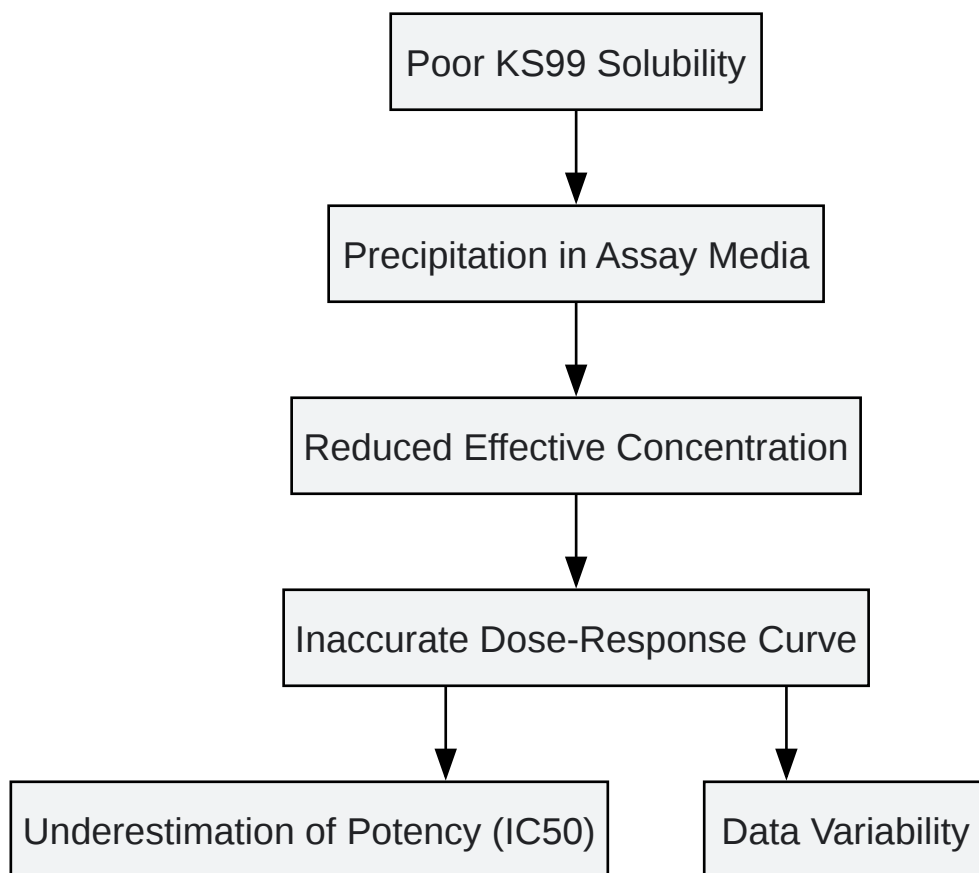 Poor KS99 Solubility
Precipitation in Assay Media
Reduced Effective Concentration
Inaccurate Dose-Response Curve
Underestimation of Potency (IC50)
Data Variability